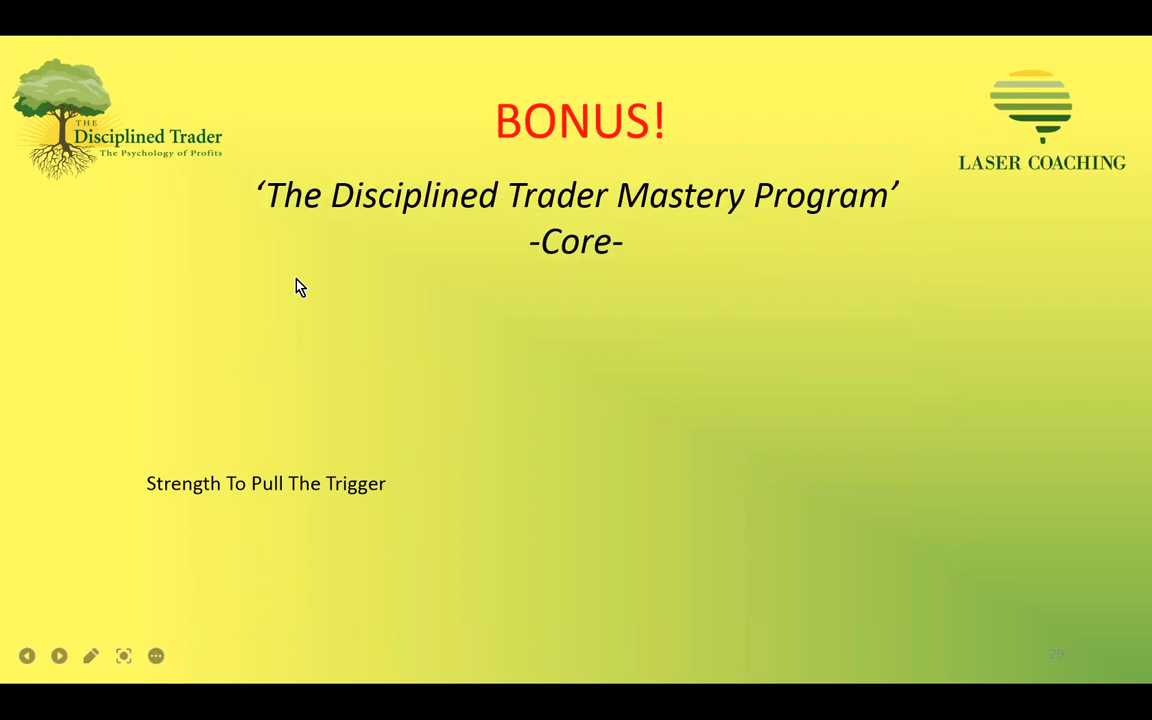 BONUS!
THE
Disciplined Trader
The Psychology of Profits
LASER COACHING
‘The Disciplined Trader Mastery Program’
-Core-
Strength To Pull The Trigger
29